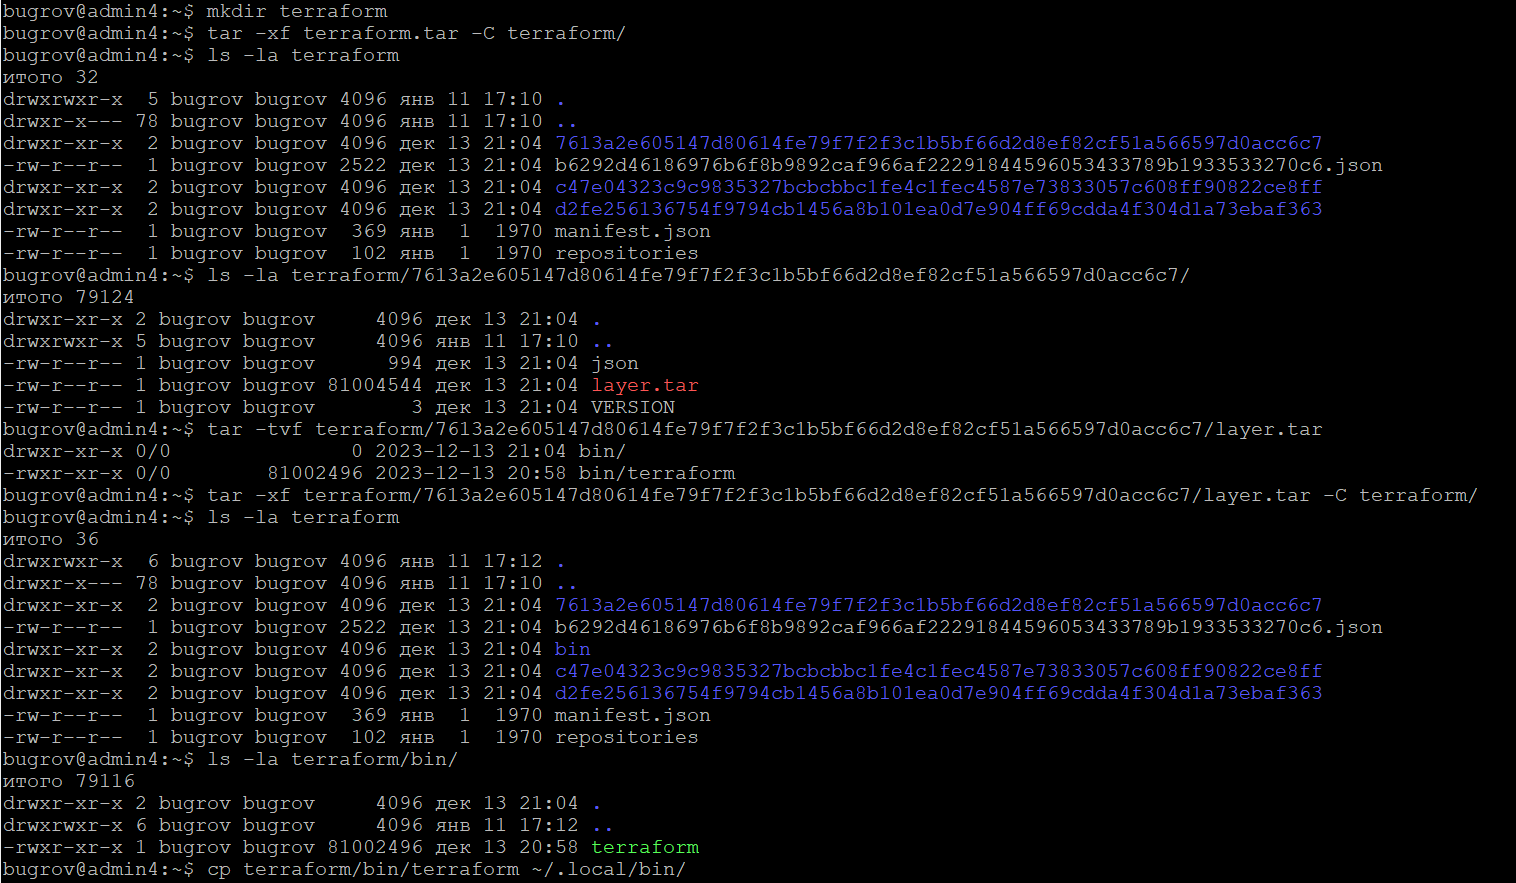 bugrov@admin4:~$ mkdir terraform
bugrov@admin4:~$ tar -xf terraform.tar -C terraform/
bugrov@admin4:~$ ls -la terraform
итого 32
drwxrwxr-x  5 bugrov bugrov 4096 янв 11 17:10 .
drwxr-x--- 78 bugrov bugrov 4096 янв 11 17:10 ..
drwxr-xr-x  2 bugrov bugrov 4096 дек 13 21:04 7613a2e605147d80614fe79f7f2f3c1b5bf66d2d8ef82cf51a566597d0acc6c7
-rw-r--r--  1 bugrov bugrov 2522 дек 13 21:04 b6292d46186976b6f8b9892caf966af22291844596053433789b1933533270c6.json
drwxr-xr-x  2 bugrov bugrov 4096 дек 13 21:04 c47e04323c9c9835327bcbcbbc1fe4c1fec4587e73833057c608ff90822ce8ff
drwxr-xr-x  2 bugrov bugrov 4096 дек 13 21:04 d2fe256136754f9794cb1456a8b101ea0d7e904ff69cdda4f304d1a73ebaf363
-rw-r--r--  1 bugrov bugrov  369 янв  1  1970 manifest.json
-rw-r--r--  1 bugrov bugrov  102 янв  1  1970 repositories
bugrov@admin4:~$ ls -la terraform/7613a2e605147d80614fe79f7f2f3c1b5bf66d2d8ef82cf51a566597d0acc6c7/
итого 79124
drwxr-xr-x 2 bugrov bugrov     4096 дек 13 21:04 .
drwxrwxr-x 5 bugrov bugrov     4096 янв 11 17:10 ..
-rw-r--r-- 1 bugrov bugrov      994 дек 13 21:04 json
-rw-r--r-- 1 bugrov bugrov 81004544 дек 13 21:04 layer.tar
-rw-r--r-- 1 bugrov bugrov        3 дек 13 21:04 VERSION
bugrov@admin4:~$ tar -tvf terraform/7613a2e605147d80614fe79f7f2f3c1b5bf66d2d8ef82cf51a566597d0acc6c7/layer.tar
drwxr-xr-x 0/0               0 2023-12-13 21:04 bin/
-rwxr-xr-x 0/0        81002496 2023-12-13 20:58 bin/terraform
bugrov@admin4:~$ tar -xf terraform/7613a2e605147d80614fe79f7f2f3c1b5bf66d2d8ef82cf51a566597d0acc6c7/layer.tar -C terraform/
bugrov@admin4:~$ ls -la terraform
итого 36
drwxrwxr-x  6 bugrov bugrov 4096 янв 11 17:12 .
drwxr-x--- 78 bugrov bugrov 4096 янв 11 17:10 ..
drwxr-xr-x  2 bugrov bugrov 4096 дек 13 21:04 7613a2e605147d80614fe79f7f2f3c1b5bf66d2d8ef82cf51a566597d0acc6c7
-rw-r--r--  1 bugrov bugrov 2522 дек 13 21:04 b6292d46186976b6f8b9892caf966af22291844596053433789b1933533270c6.json
drwxr-xr-x  2 bugrov bugrov 4096 дек 13 21:04 bin
drwxr-xr-x  2 bugrov bugrov 4096 дек 13 21:04 c47e04323c9c9835327bcbcbbc1fe4c1fec4587e73833057c608ff90822ce8ff
drwxr-xr-x  2 bugrov bugrov 4096 дек 13 21:04 d2fe256136754f9794cb1456a8b101ea0d7e904ff69cdda4f304d1a73ebaf363
-rw-r--r--  1 bugrov bugrov  369 янв  1  1970 manifest.json
-rw-r--r--  1 bugrov bugrov  102 янв  1  1970 repositories
bugrov@admin4:~$ ls -la terraform/bin/
итого 79116
drwxr-xr-x 2 bugrov bugrov     4096 дек 13 21:04 .
drwxrwxr-x 6 bugrov bugrov     4096 янв 11 17:12 ..
-rwxr-xr-x 1 bugrov bugrov 81002496 дек 13 20:58 terraform
bugrov@admin4:~$ cp terraform/bin/terraform ~/.local/bin/